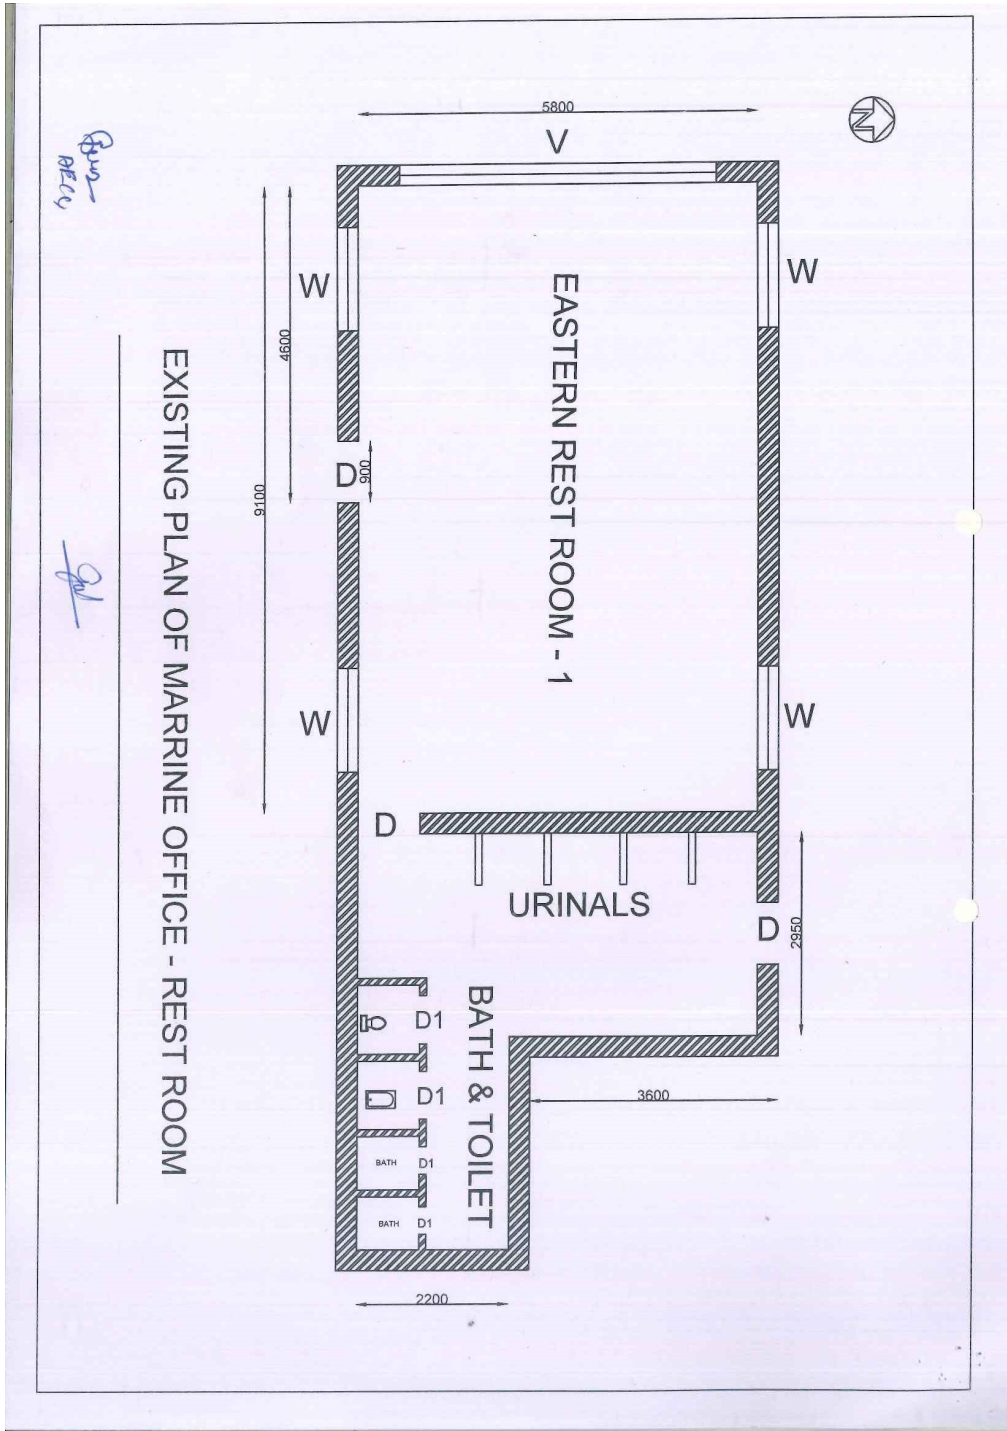 N
5800
V
W
W
EASTERN REST ROOM - 1
4600
900
D
9100
W
W
D
URINALS
D
2950
BATH & TOILET
D1
D1
BATH D1
BATH D1
3600
2200
EXISTING PLAN OF MARRINE OFFICE - REST ROOM